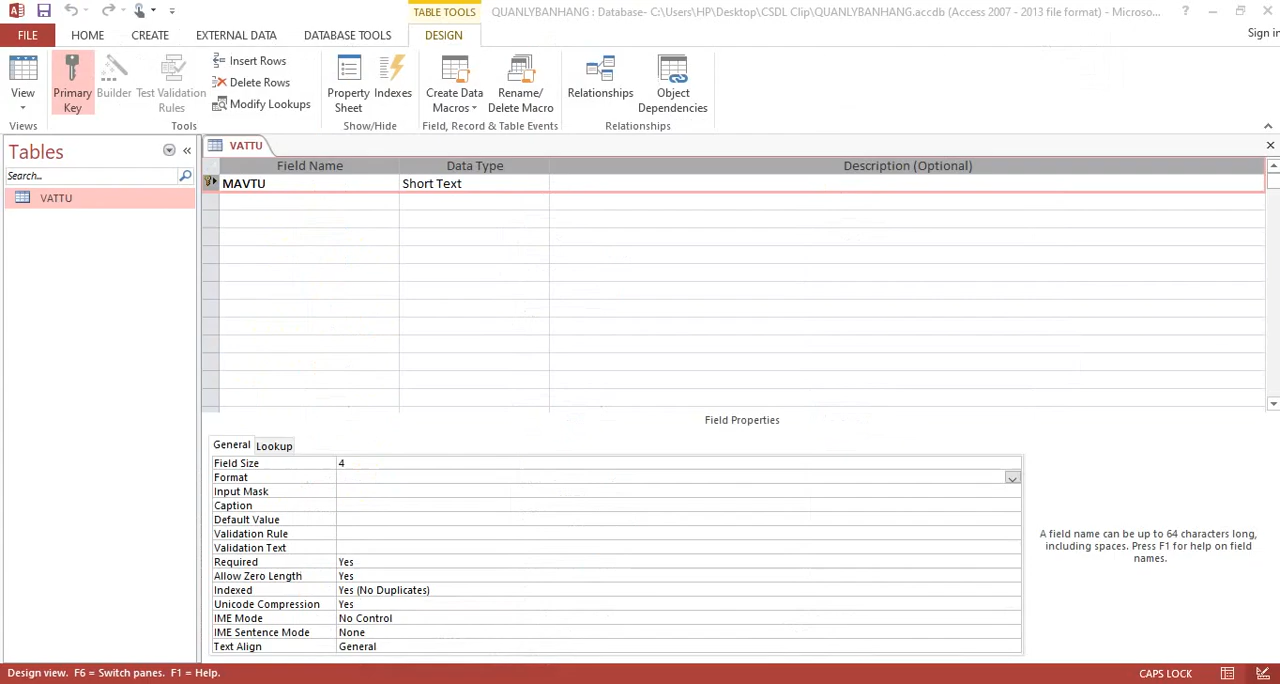 TABLE TOOLS
QUANLYBANHANG : Database- C:\Users\HP\Desktop\CSDL Clip\QUANLYBANHANG.accdb (Access 2007 - 2013 file format) - Microso...
?
FILE HOME CREATE EXTERNAL DATA DATABASE TOOLS DESIGN
Sign in
View
Primary Key
Builder
Test Validation Rules
Insert Rows
Delete Rows
Modify Lookups
Property Sheet
Indexes
Create Data Macros
Rename/ Delete Macro
Relationships
Object Dependencies
Views
Tools
Show/Hide
Field, Record & Table Events
Relationships
Tables
Search...
VATTU
VATTU
Field Name Data Type Description (Optional)
MAVTU Short Text
Field Properties
General Lookup
Field Size 4
Format
Input Mask
Caption
Default Value
Validation Rule
Validation Text
Required Yes
Allow Zero Length Yes
Indexed Yes (No Duplicates)
Unicode Compression Yes
IME Mode No Control
IME Sentence Mode None
Text Align General
A field name can be up to 64 characters long,
including spaces. Press F1 for help on field
names.
Design view. F6 = Switch panes. F1 = Help.
CAPS LOCK